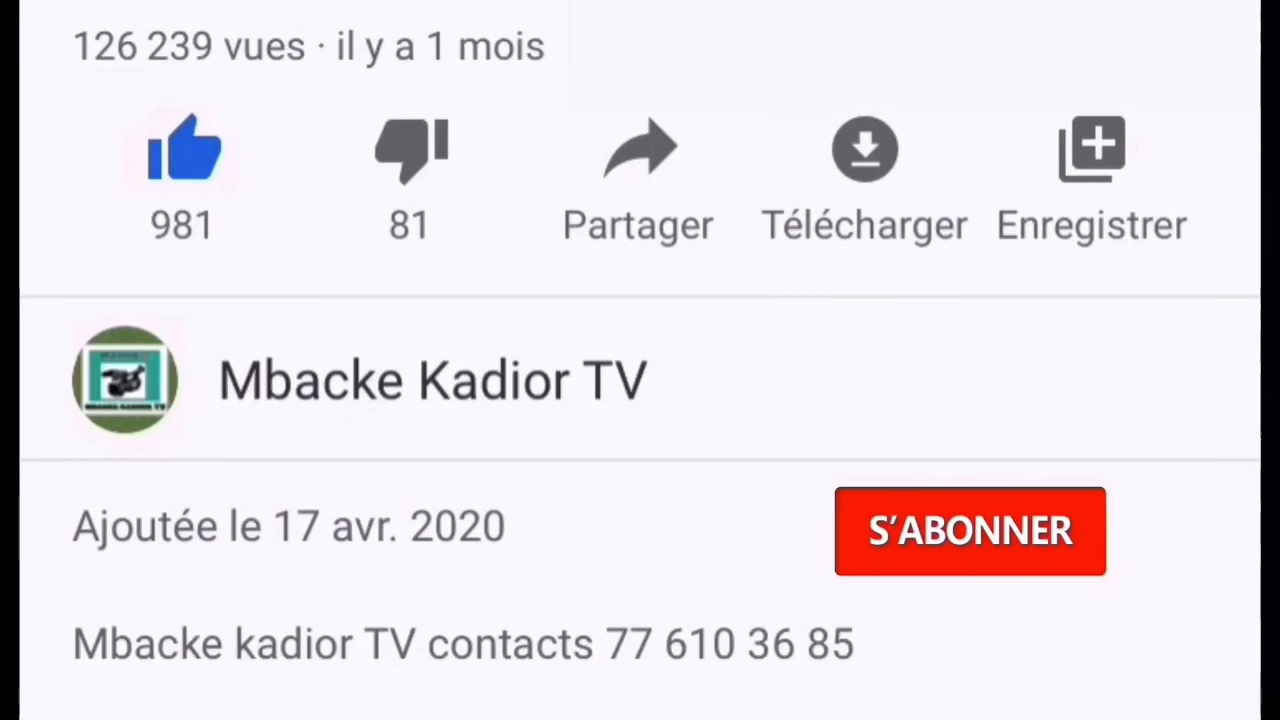 126 239 vues · il y a 1 mois
981 81 Partager Télécharger Enregistrer
Mbacke Kadior TV
Ajoutée le 17 avr. 2020
S'ABONNER
Mbacke kadior TV contacts 77 610 36 85